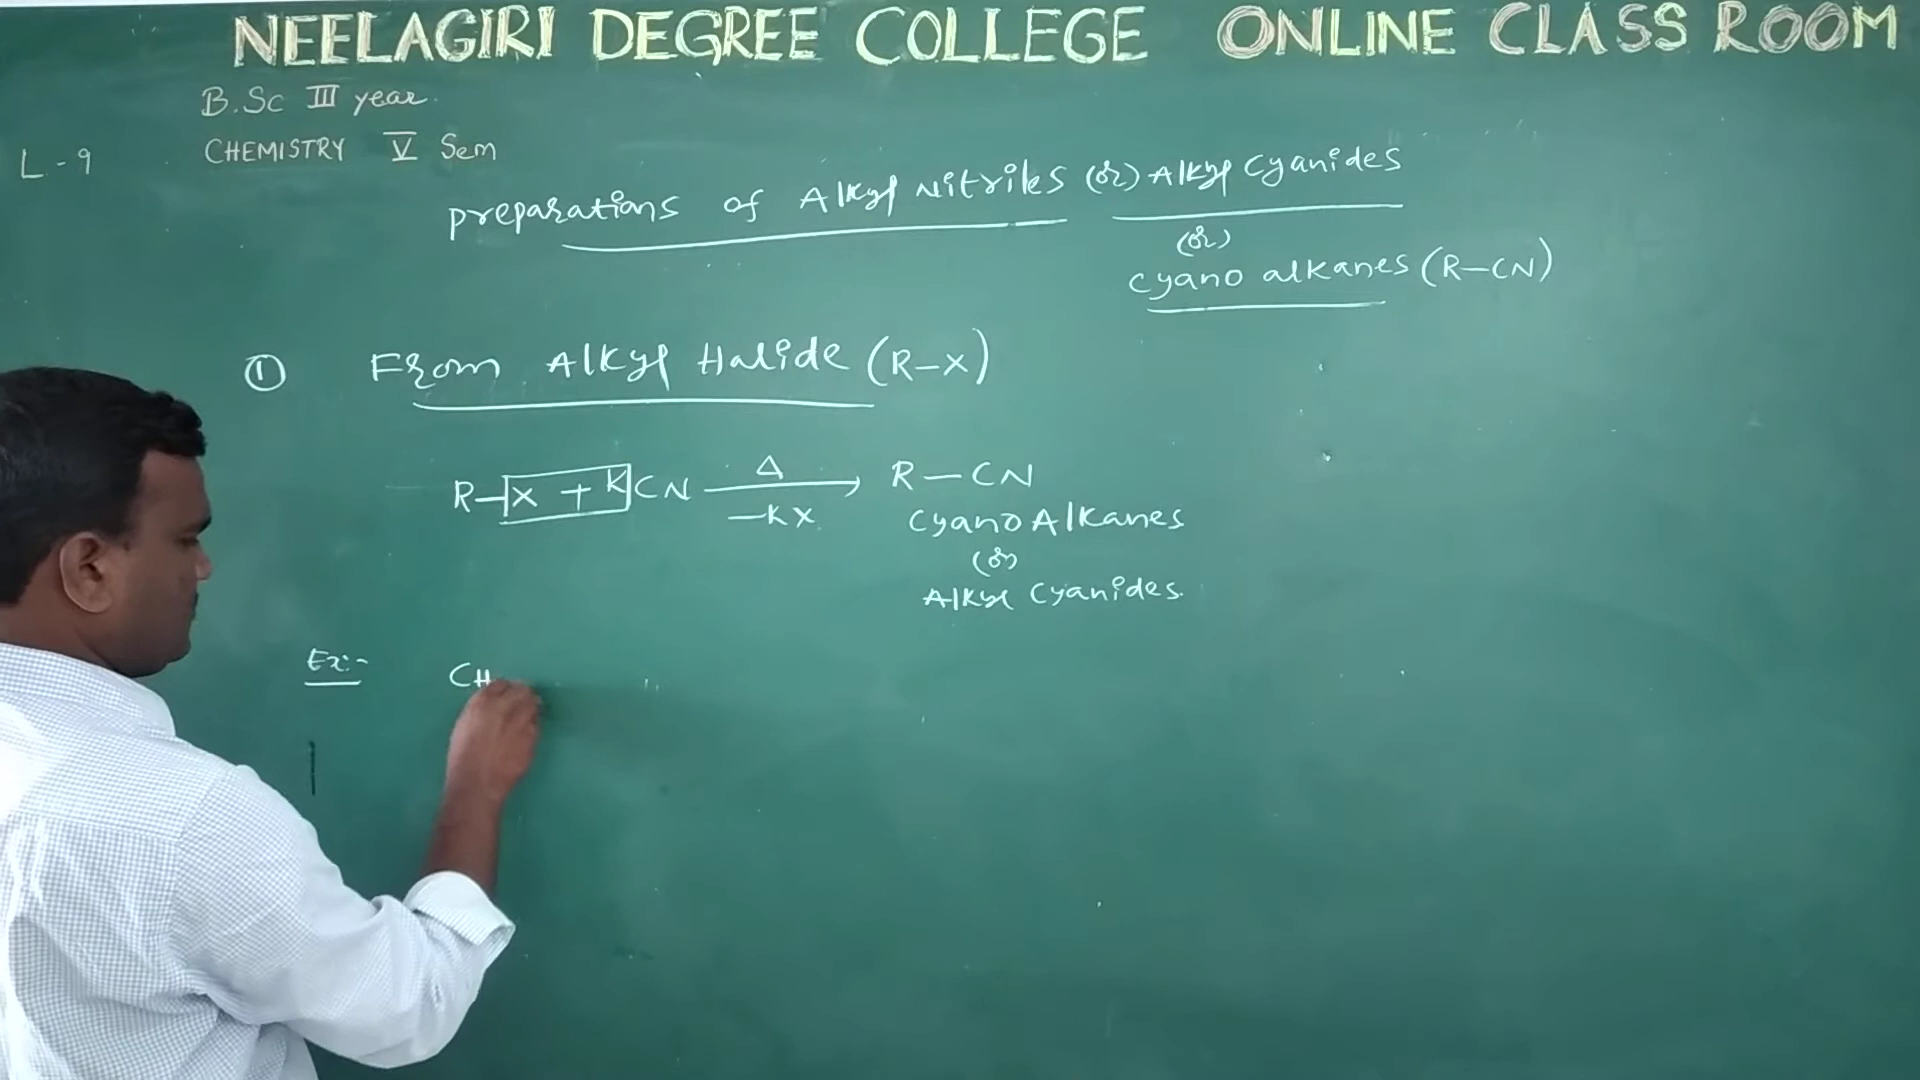 NEELAGIRI DEGREE COLLEGE ONLINE CLASS ROOM
B.Sc III year.
CHEMISTRY V Sem
L-9
preparations of Alkyl Nitriles (or) Alkyl Cyanides
(or)
cyano alkanes (R-CN)
① From Alkyl Halide (R-X)
R-X + KCN Δ → R-CN
-KX
Cyano Alkanes
(or)
Alkyl Cyanides.
Ex:- CH